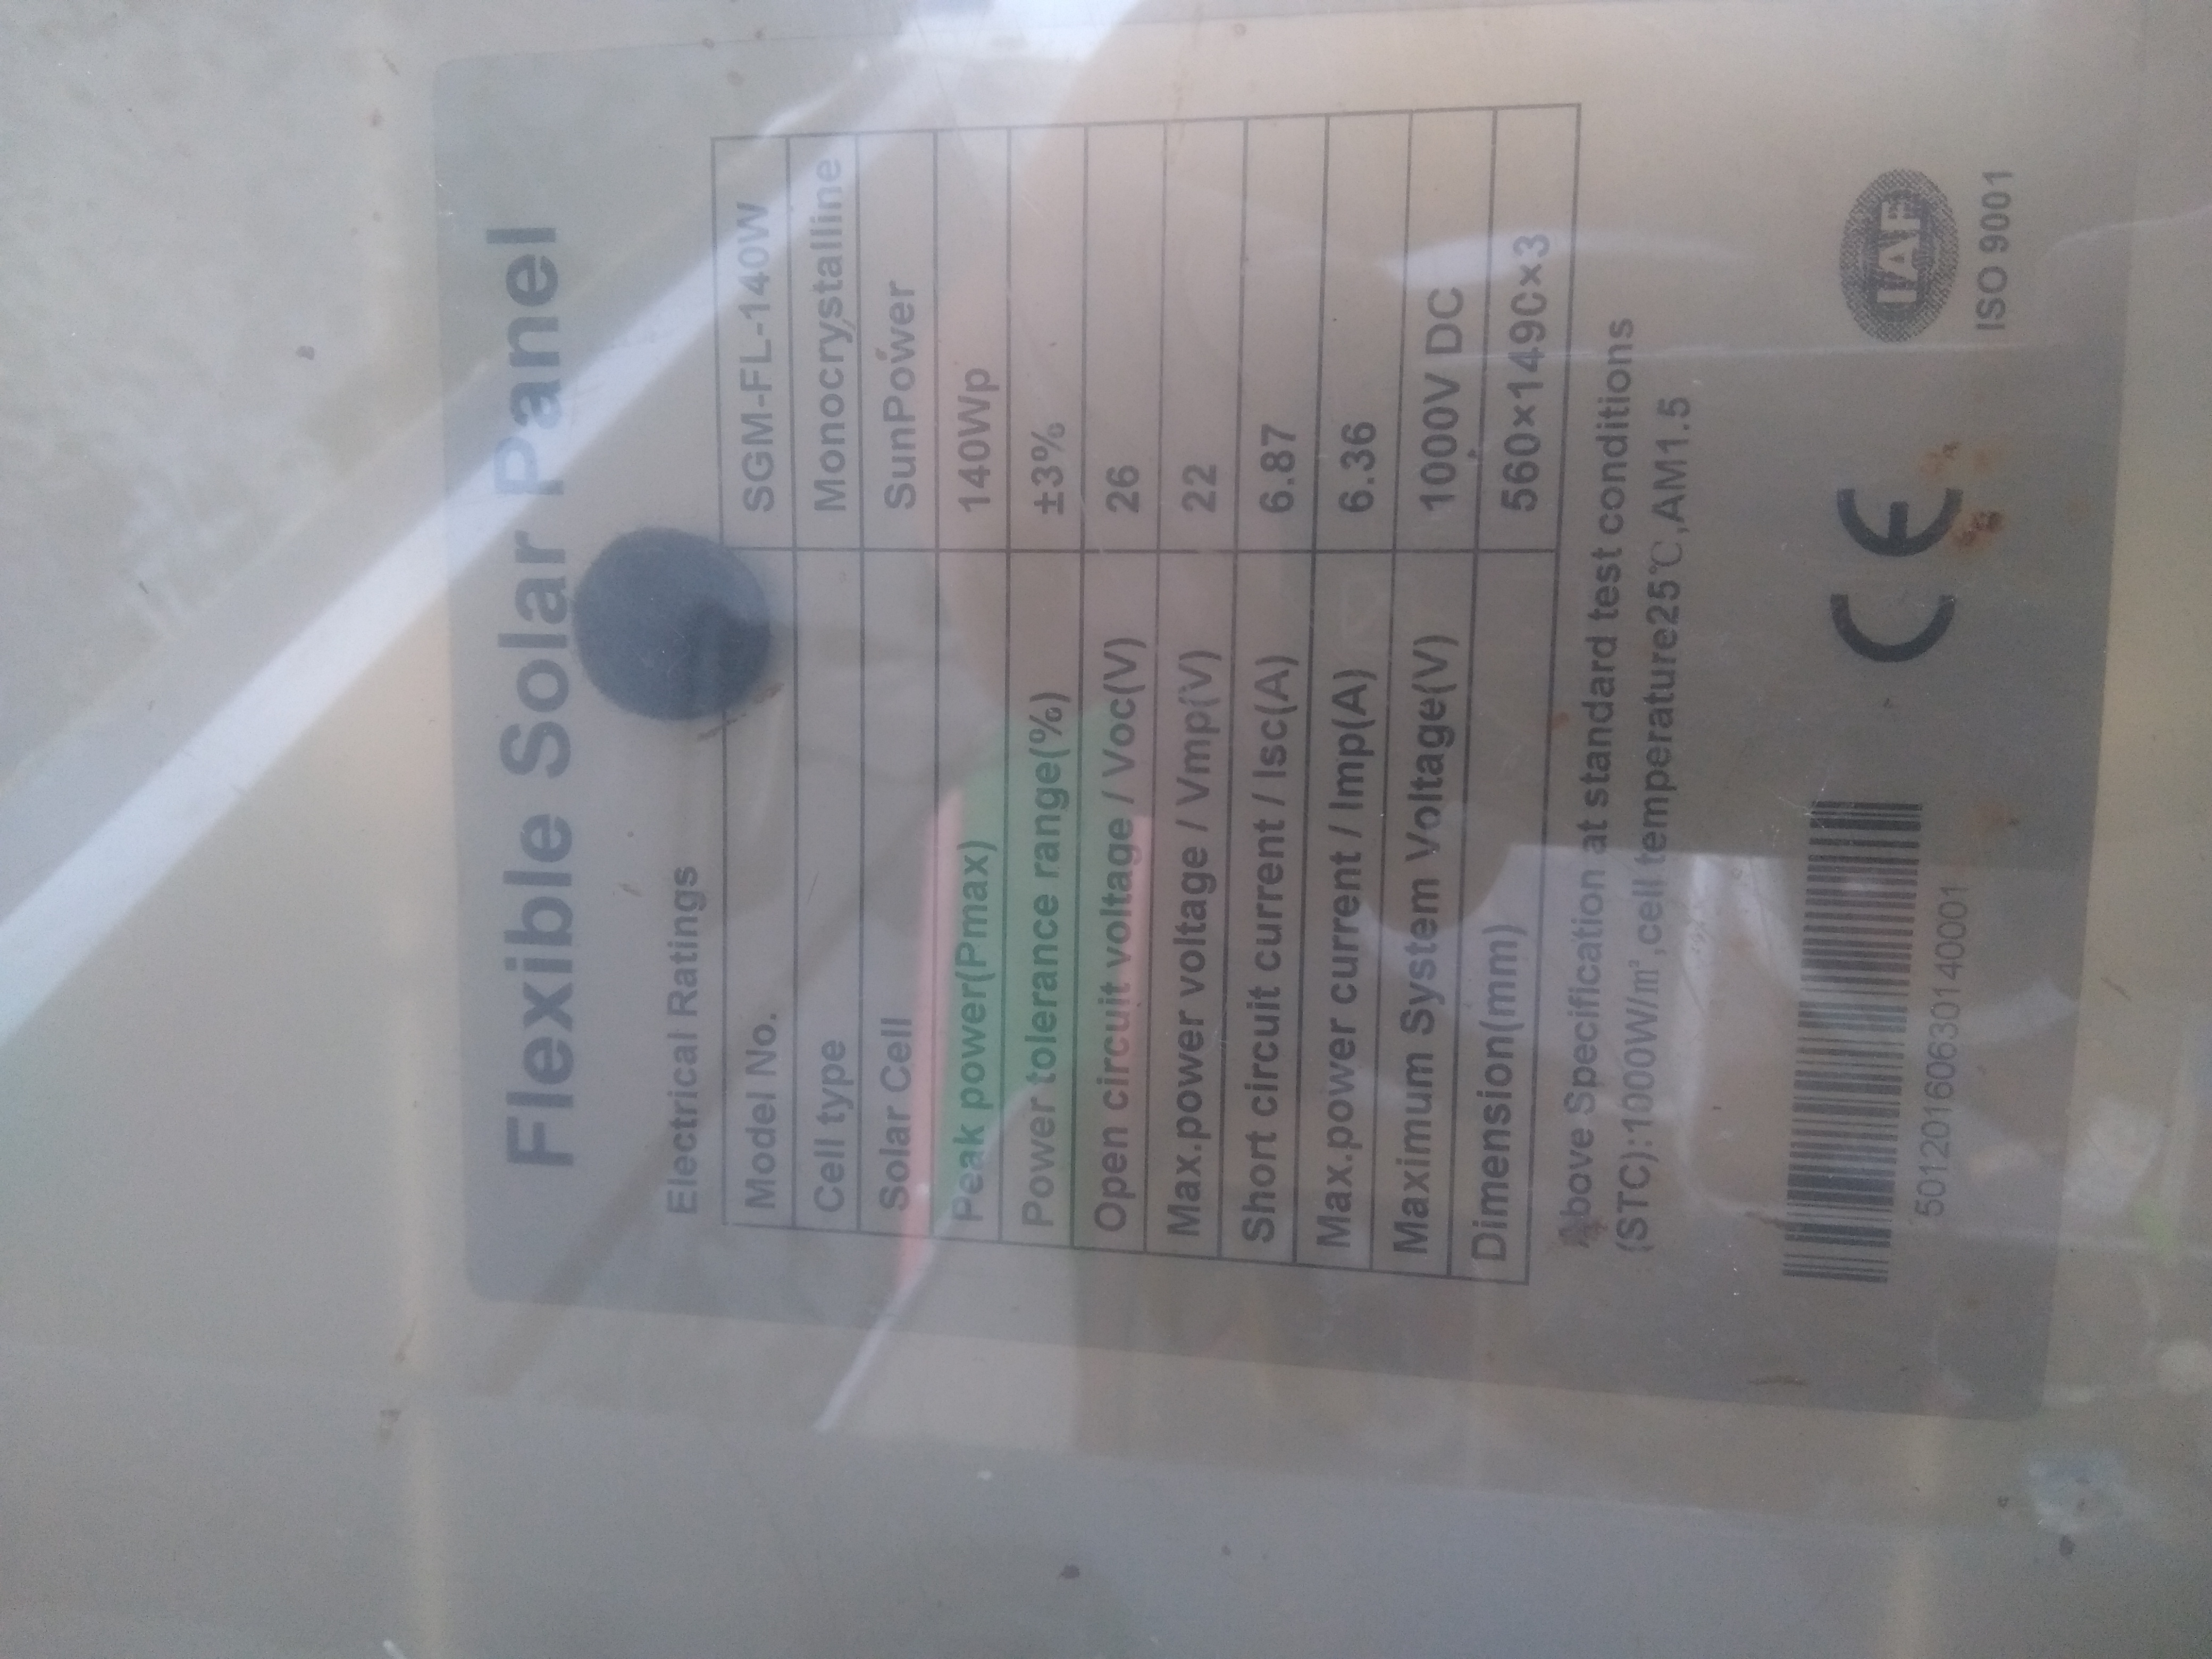 Flexible Solar Panel
Electrical Ratings
Model No. SGM-FL-140W
Cell type Monocrystalline
Solar Cell SunPower
Peak power(Pmax) 140Wp
Power tolerance range(%) ±3%
Open circuit voltage / Voc(V) 26
Max.power voltage / Vmp(V) 22
Short circuit current / Isc(A) 6.87
Max.power current / Imp(A) 6.36
Maximum System Voltage(V) 1000V DC
Dimension(mm) 560×1490×3
Above Specification at standard test conditions
(STC):1000W/m²,cell temperature25℃,AM1.5
50120160630140001
CE
IAF
ISO 9001